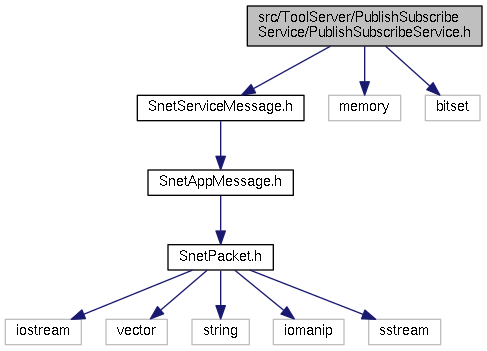 src/ToolServer/PublishSubscribe
Service/PublishSubscribeService.h
SnetServiceMessage.h
memory
bitset
SnetAppMessage.h
SnetPacket.h
iostream
vector
string
iomanip
sstream